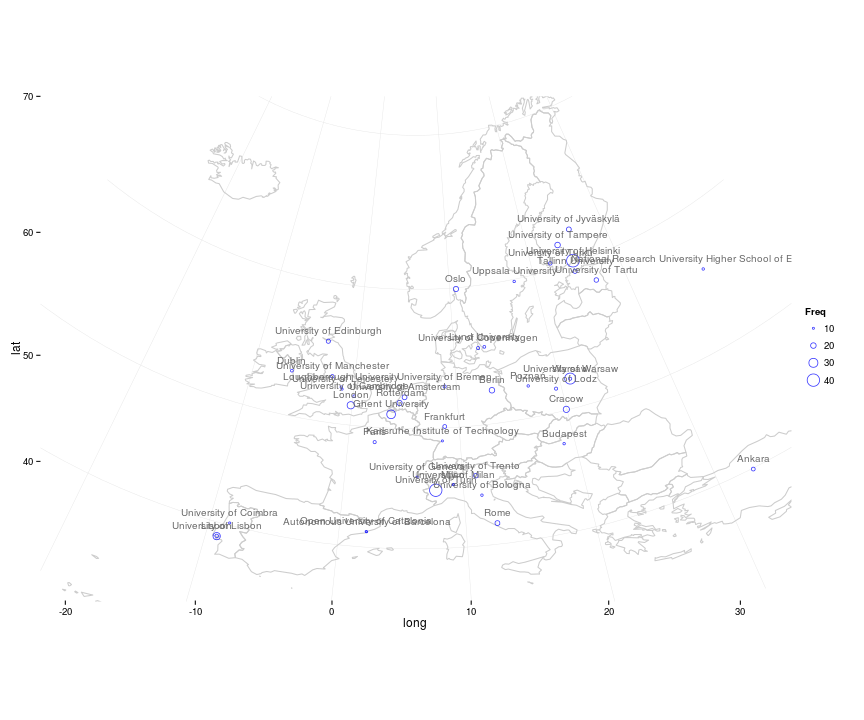 70
60
50
40
lat
-20
-10
0
10
20
30
long
Freq
10
20
30
40
University of Jyväskylä
University of Tampere
University of Helsinki
National Research University Higher School of E
Tallinn University
University of Tartu
Uppsala University
Oslo
University of Edinburgh
Lund University
University of Copenhagen
Dublin
University of Manchester
Loughborough University
University of Leicester
University of Cambridge
London
University of Bremen
University of Amsterdam
Rotterdam
Ghent University
Berlin
Poznan
University of Warsaw
Warsaw
University of Lodz
Cracow
Frankfurt
Paris
Karlsruhe Institute of Technology
Budapest
Ankara
University of Geneva
University of Trento
University of Milan
Milan
University of Turin
University of Bologna
Rome
University of Coimbra
University of Lisbon
Lisbon
Open University of Catalonia
Autonomous University of Barcelona